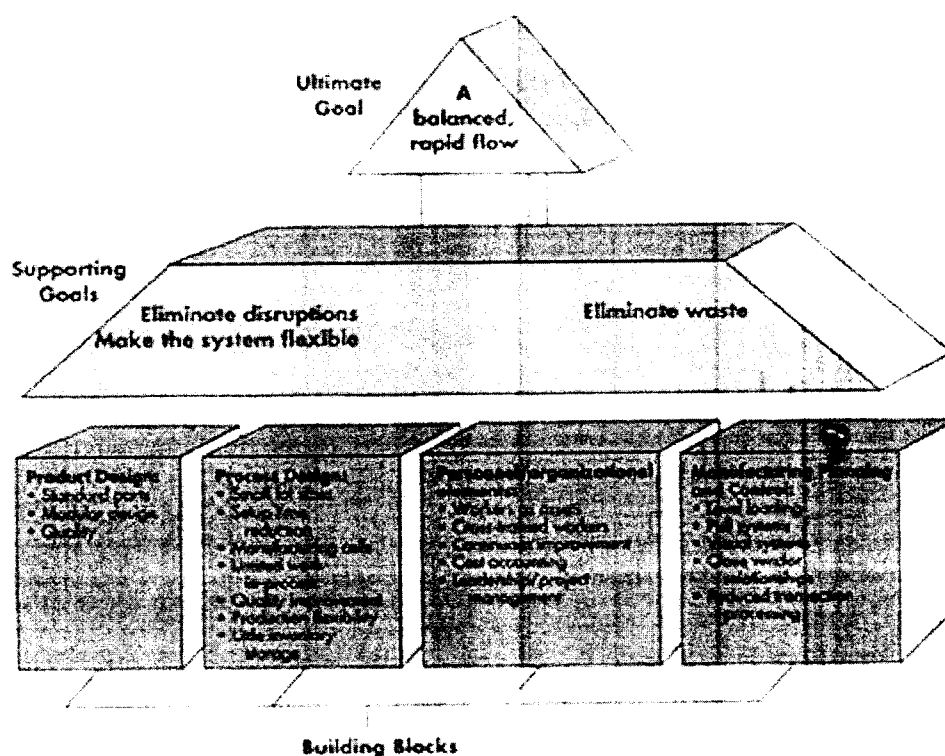 Ultimate
Goal
A
balanced,
rapid flow
Supporting
Goals
Eliminate disruptions
Make the system flexible
Eliminate waste
Product Designs
• Standard parts
• Modular design
• Quality
Process Designs
• Small lot sizes
• Setup time
reduction
• Manufacturing cells
• Limited work
in process
• Quality improvement
• Production flexibility
• Little inventory
storage
Personnel/organizational
elements
• Workers as assets
• Cross-trained workers
• Continuous improvement
• Cost accounting
• Leadership/project
management
Manufacturing Planning
and Controls
• Level loading
• Pull systems
• Visual systems
• Close vendor
relationships
• Reduced transaction
processing
Building Blocks